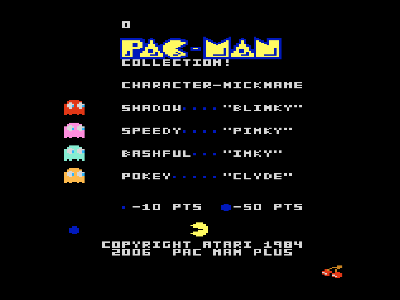 0
PAC-MAN
COLLECTION!
CHARACTER-NICKNAME
SHADOW····"BLINKY"
SPEEDY····"PINKY"
BASHFUL···"INKY"
POKEY·····"CLYDE"
·-10 PTS ●-50 PTS
COPYRIGHT ATARI 1984
2006 PAC MAN PLUS